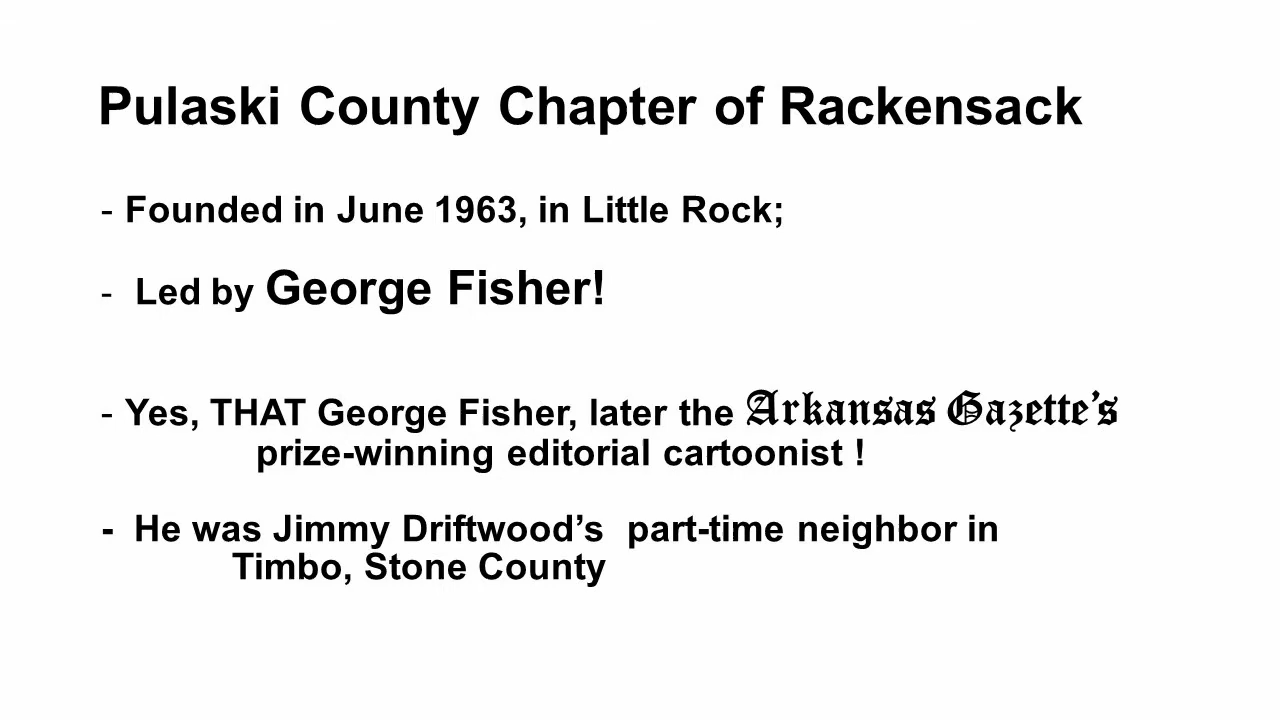 Pulaski County Chapter of Rackensack
- Founded in June 1963, in Little Rock;
- Led by George Fisher!
- Yes, THAT George Fisher, later the Arkansas Gazette’s
prize-winning editorial cartoonist !
- He was Jimmy Driftwood’s part-time neighbor in
Timbo, Stone County